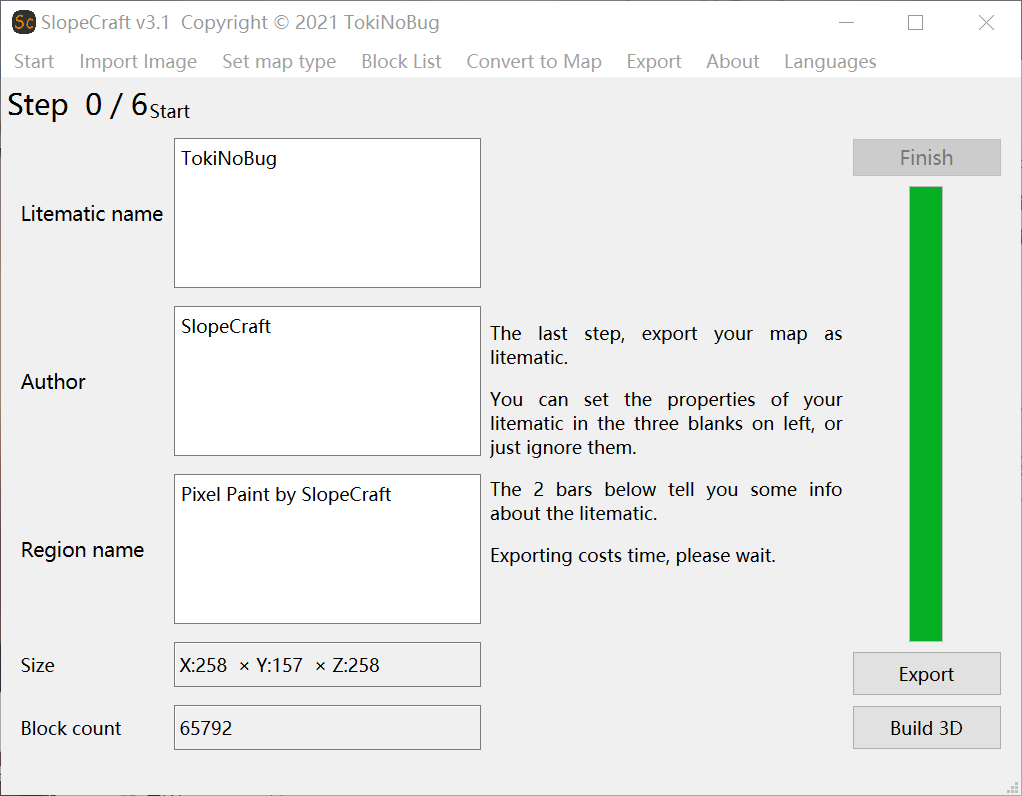 Sc SlopeCraft v3.1 Copyright © 2021 TokiNoBug
Start Import Image Set map type Block List Convert to Map Export About Languages
Step 0 / 6 Start
Litematic name
TokiNoBug
Finish
Author
SlopeCraft
The last step, export your map as
litematic.
You can set the properties of your
litematic in the three blanks on left, or
just ignore them.
The 2 bars below tell you some info
about the litematic.
Exporting costs time, please wait.
Region name
Pixel Paint by SlopeCraft
Size
X:258 × Y:157 × Z:258
Export
Block count
65792
Build 3D